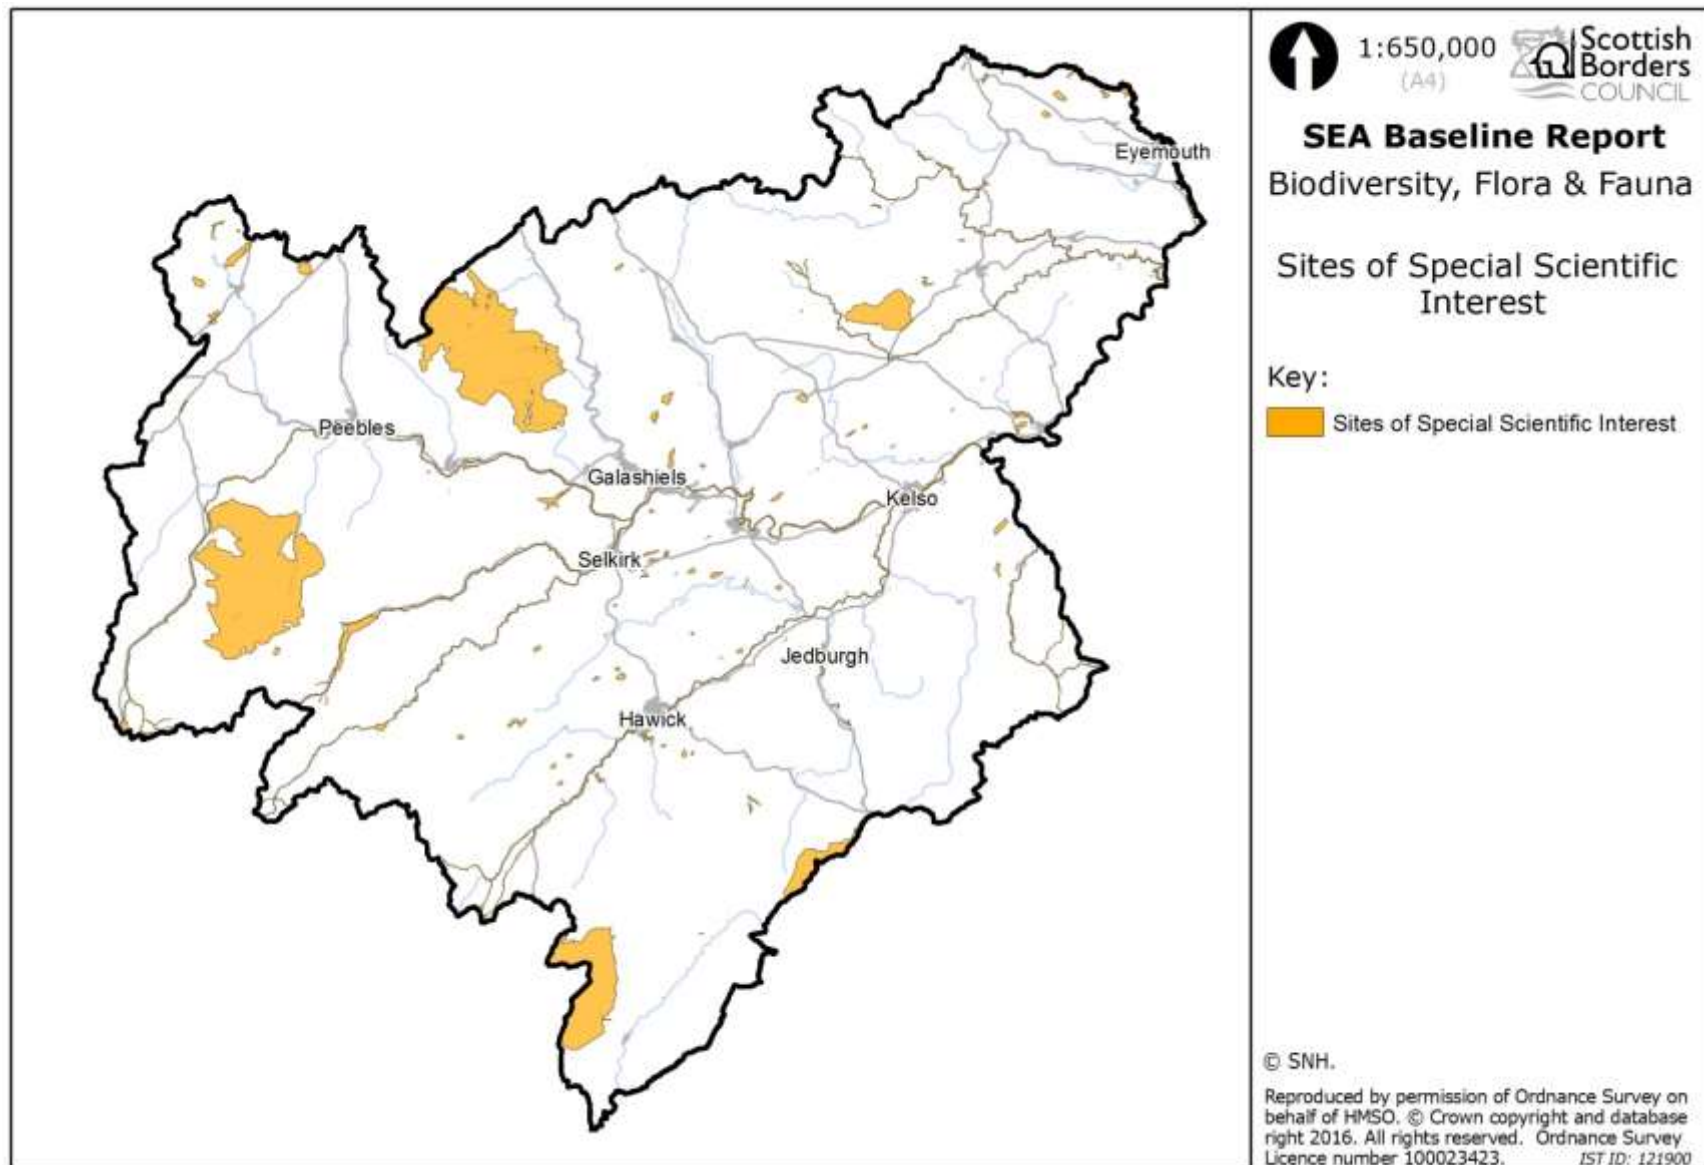 1:650,000
(A4)
Scottish
Borders
COUNCIL
SEA Baseline Report
Biodiversity, Flora & Fauna
Sites of Special Scientific
Interest
Key:
Sites of Special Scientific Interest
Eyemouth
Peebles
Galashiels
Kelso
Selkirk
Jedburgh
Hawick
© SNH.
Reproduced by permission of Ordnance Survey on
behalf of HMSO. © Crown copyright and database
right 2016. All rights reserved. Ordnance Survey
Licence number 100023423. IST ID: 121900